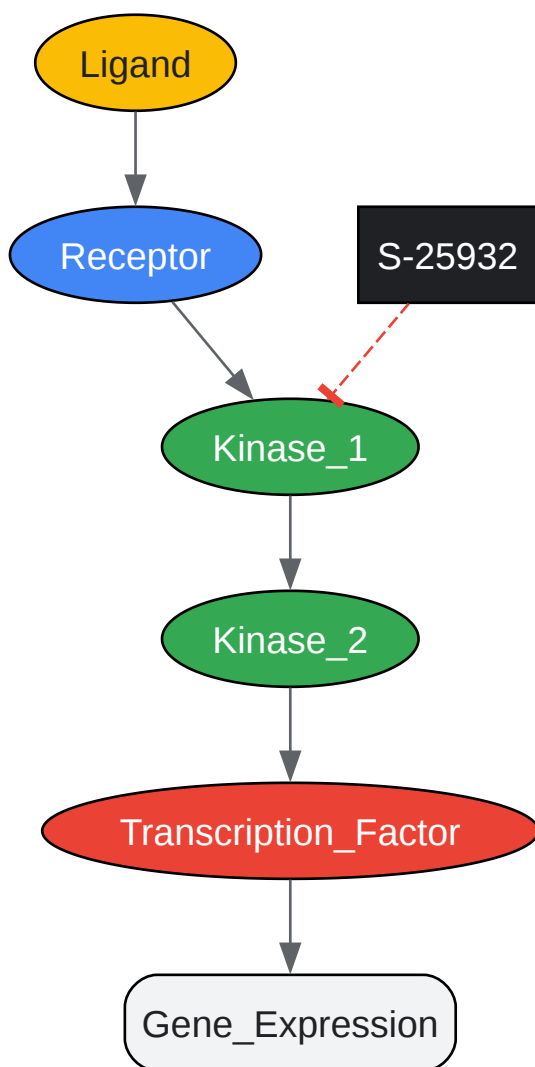 Ligand
Receptor
S-25932
Kinase_1
Kinase_2
Transcription_Factor
Gene_Expression